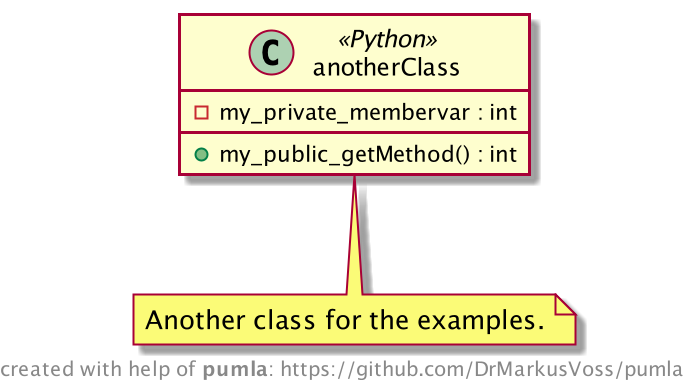 C
«Python»
anotherClass
my_private_membervar : int
my_public_getMethod() : int
Another class for the examples.
created with help of pumla: https://github.com/DrMarkusVoss/pumla